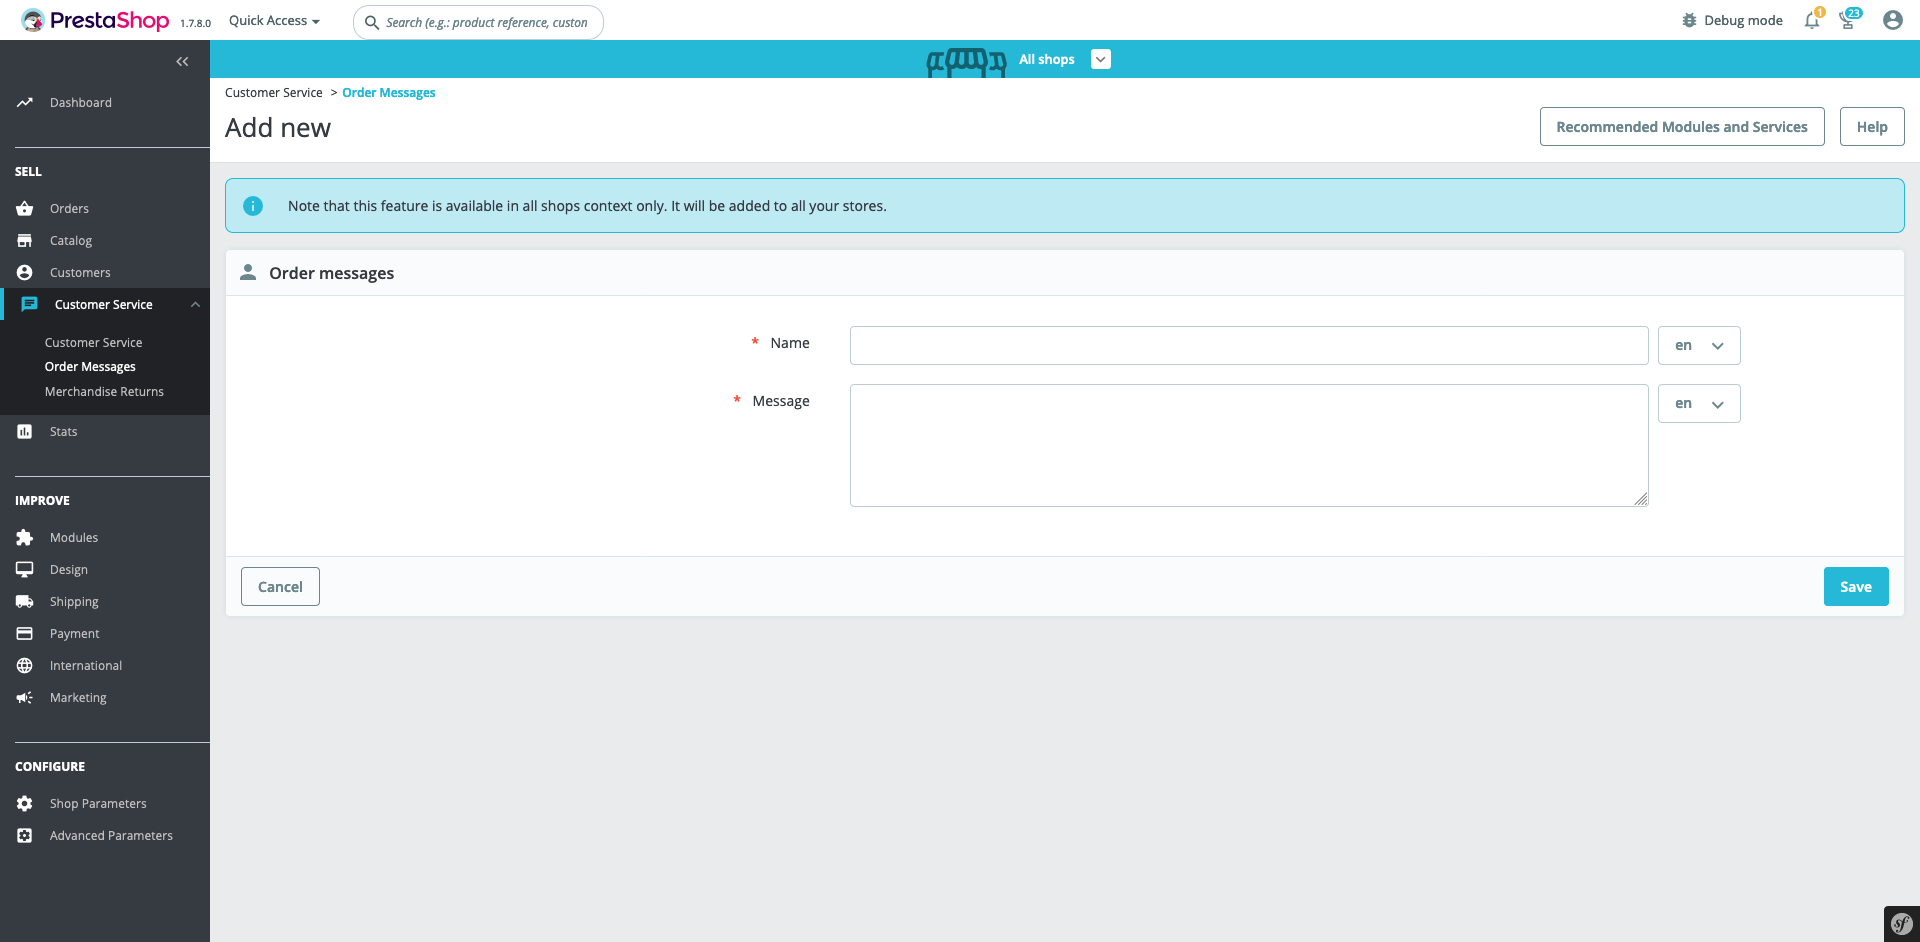 PrestaShop 1.7.8.0 Quick Access Search (e.g.: product reference, custon Debug mode 1 23
All shops
Customer Service > Order Messages
Add new
Recommended Modules and Services Help
Dashboard
SELL
Orders
Catalog
Customers
Customer Service
Customer Service
Order Messages
Merchandise Returns
Stats
IMPROVE
Modules
Design
Shipping
Payment
International
Marketing
CONFIGURE
Shop Parameters
Advanced Parameters
Note that this feature is available in all shops context only. It will be added to all your stores.
Order messages
* Name en
* Message en
Cancel Save
sf